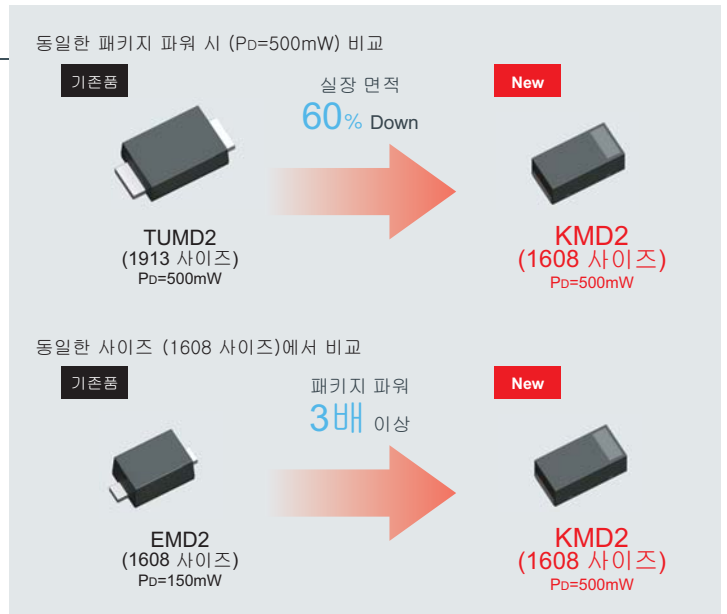 동일한 패키지 파워 시 (PD=500mW) 비교
기존품
실장 면적
60% Down
New
TUMD2
(1913 사이즈)
PD=500mW
KMD2
(1608 사이즈)
PD=500mW
동일한 사이즈 (1608 사이즈)에서 비교
기존품
패키지 파워
3배 이상
New
EMD2
(1608 사이즈)
PD=150mW
KMD2
(1608 사이즈)
PD=500mW